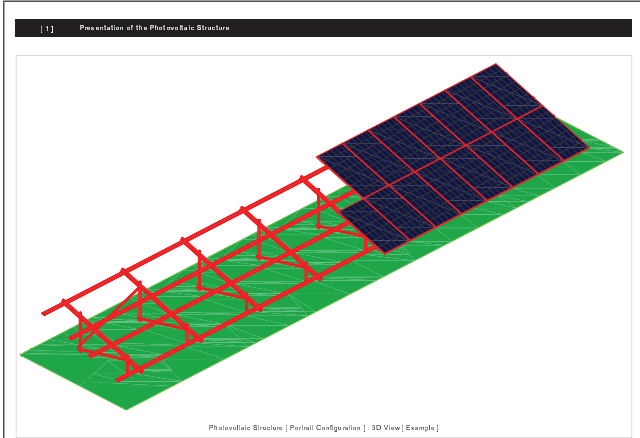 [ 1 ] Presentation of the Photovoltaic Structure
Photovoltaic Structure [ Portrait Configuration ] : 3D View [ Example ]